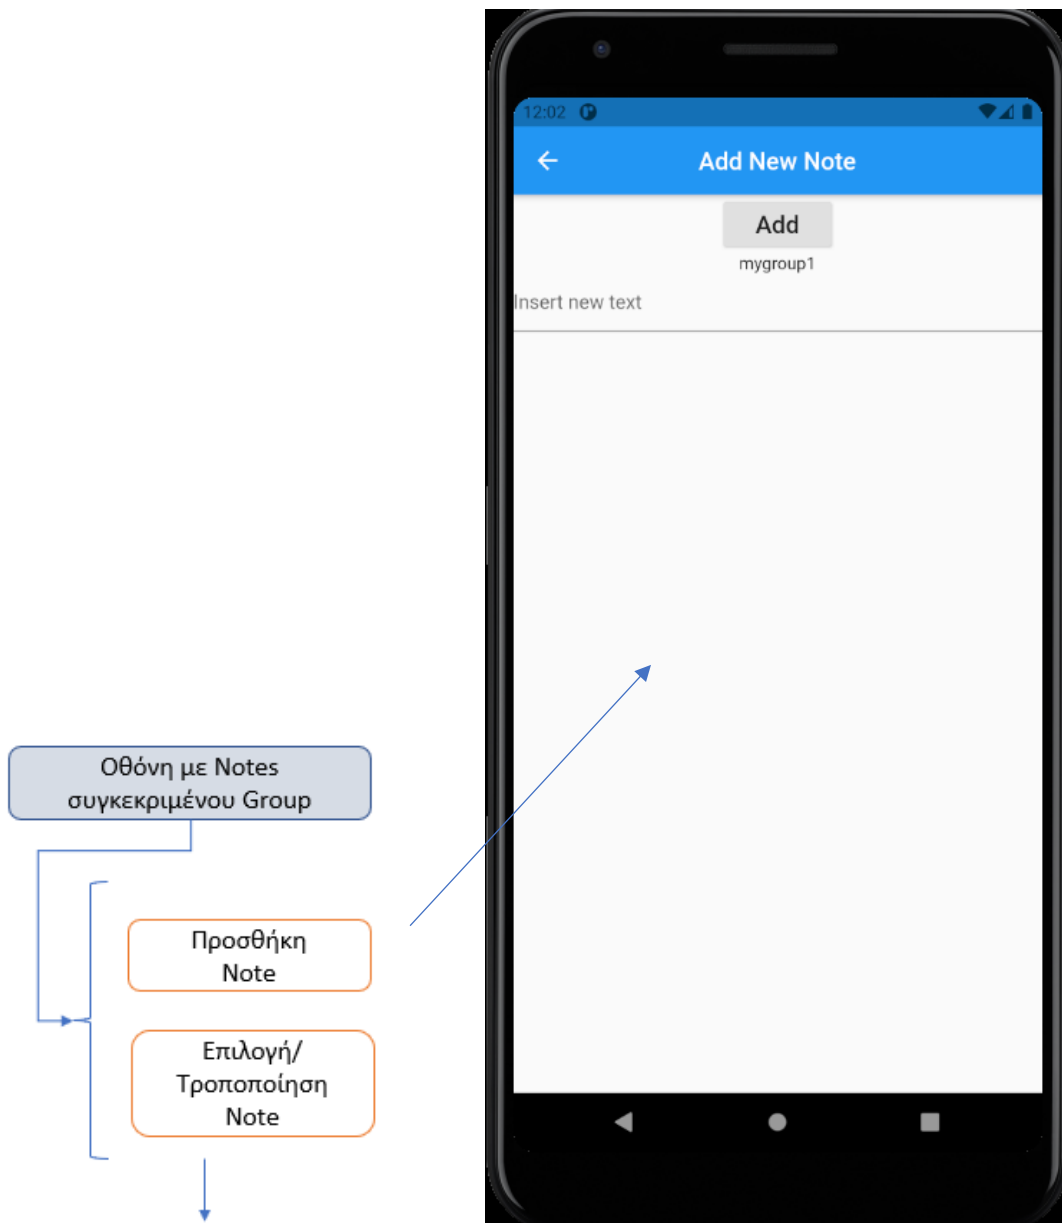 12:02
Add New Note
Add
mygroup1
Insert new text
Οθόνη με Notes
συγκεκριμένου Group
Προσθήκη
Note
Επιλογή/
Τροποποίηση
Note